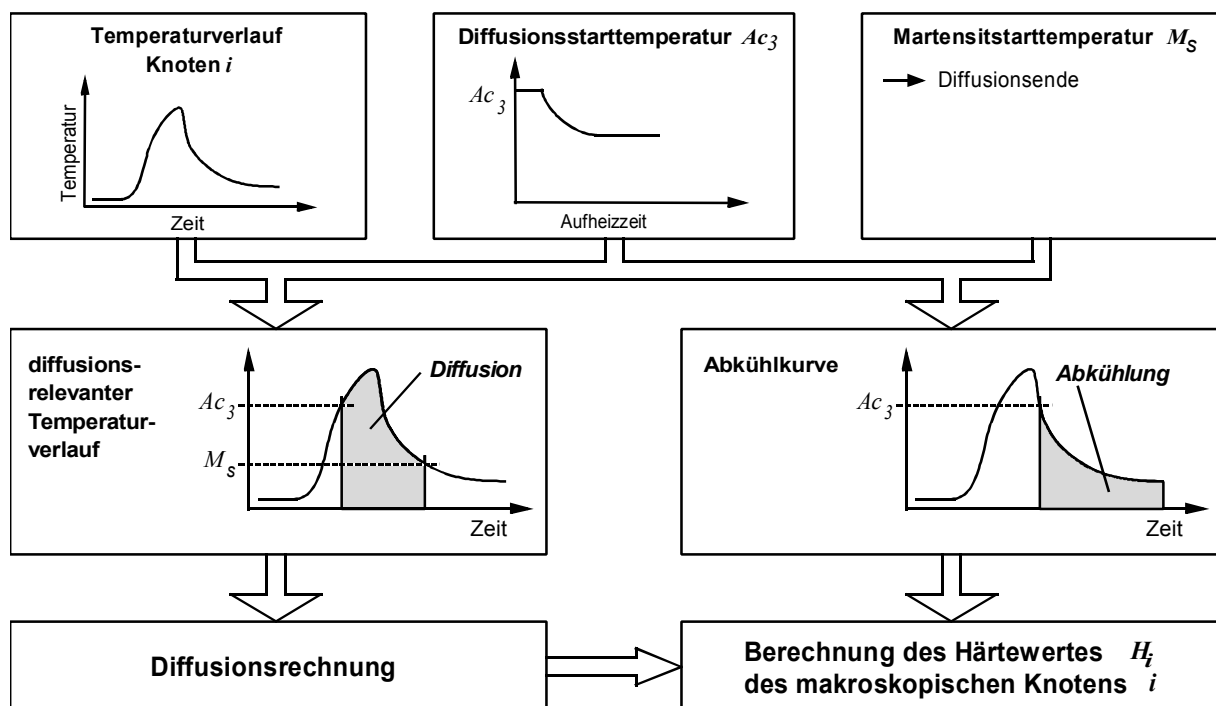 Temperaturverlauf
Knoten i
Temperatur
Zeit
Diffusionsstarttemperatur Ac3
Ac3
Aufheizzeit
Martensitstarttemperatur MS
Diffusionsende
diffusions-
relevanter
Temperatur-
verlauf
Diffusion
Ac3
Ms
Zeit
Abkühlkurve
Abkühlung
Ac3
Zeit
Diffusionsrechnung
Berechnung des Härtewertes Hi
des makroskopischen Knotens i